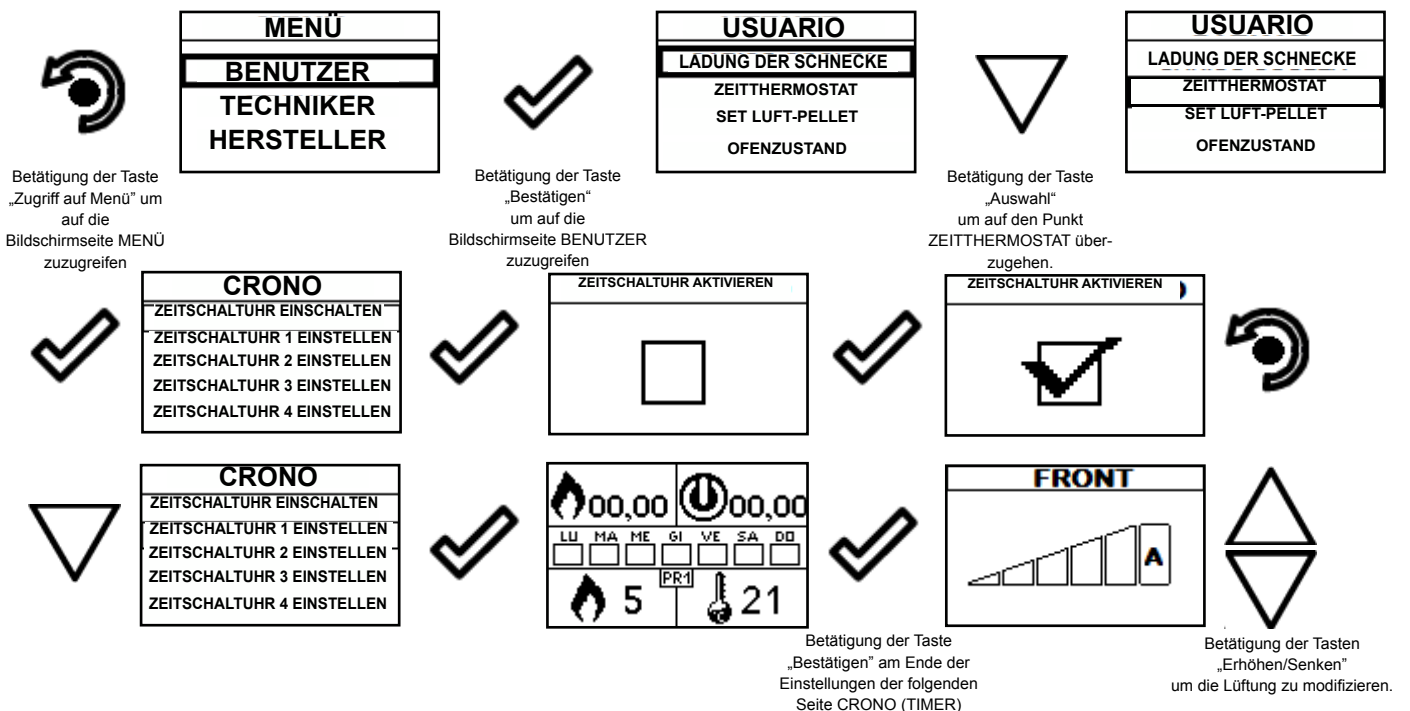 MENÜ
BENUTZER
TECHNIKER
HERSTELLER
Betätigung der Taste
„Zugriff auf Menü” um
auf die
Bildschirmseite MENÜ
zuzugreifen
USUARIO
LADUNG DER SCHNECKE
ZEITTHERMOSTAT
SET LUFT-PELLET
OFENZUSTAND
Betätigung der Taste
„Bestätigen“
um auf die
Bildschirmseite BENUTZER
zuzugreifen
USUARIO
LADUNG DER SCHNECKE
ZEITTHERMOSTAT
SET LUFT-PELLET
OFENZUSTAND
Betätigung der Taste
„Auswahl“
um auf den Punkt
ZEITTHERMOSTAT über-
zugehen.
CRONO
ZEITSCHALTUHR EINSCHALTEN
ZEITSCHALTUHR 1 EINSTELLEN
ZEITSCHALTUHR 2 EINSTELLEN
ZEITSCHALTUHR 3 EINSTELLEN
ZEITSCHALTUHR 4 EINSTELLEN
ZEITSCHALTUHR AKTIVIEREN
ZEITSCHALTUHR AKTIVIEREN
CRONO
ZEITSCHALTUHR EINSCHALTEN
ZEITSCHALTUHR 1 EINSTELLEN
ZEITSCHALTUHR 2 EINSTELLEN
ZEITSCHALTUHR 3 EINSTELLEN
ZEITSCHALTUHR 4 EINSTELLEN
00,00 00,00
LU MA ME GI VE SA DO
PR1
5 21
FRONT
A
Betätigung der Taste
„Bestätigen” am Ende der
Einstellungen der folgenden
Seite CRONO (TIMER)
Betätigung der Tasten
„Erhöhen/Senken”
um die Lüftung zu modifizieren.